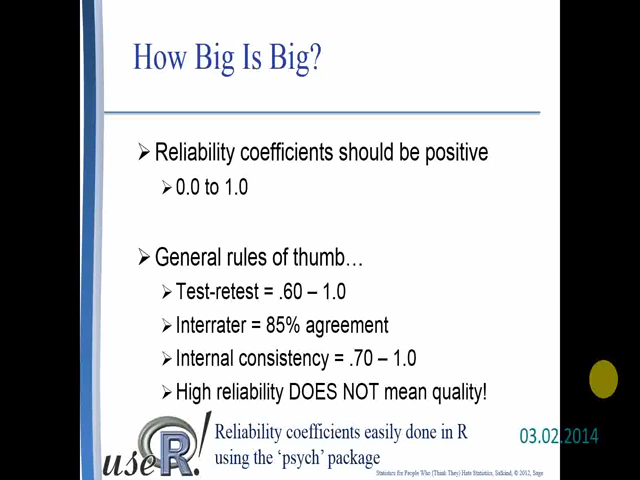 How Big Is Big?
➢Reliability coefficients should be positive
➢0.0 to 1.0
➢General rules of thumb…
➢Test-retest = .60 – 1.0
➢Interrater = 85% agreement
➢Internal consistency = .70 – 1.0
➢High reliability DOES NOT mean quality!
use R!
Reliability coefficients easily done in R
using the ‘psych’ package
03.02.2014
Statistics for People Who (Think They) Hate Statistics, Salkind, © 2012, Sage